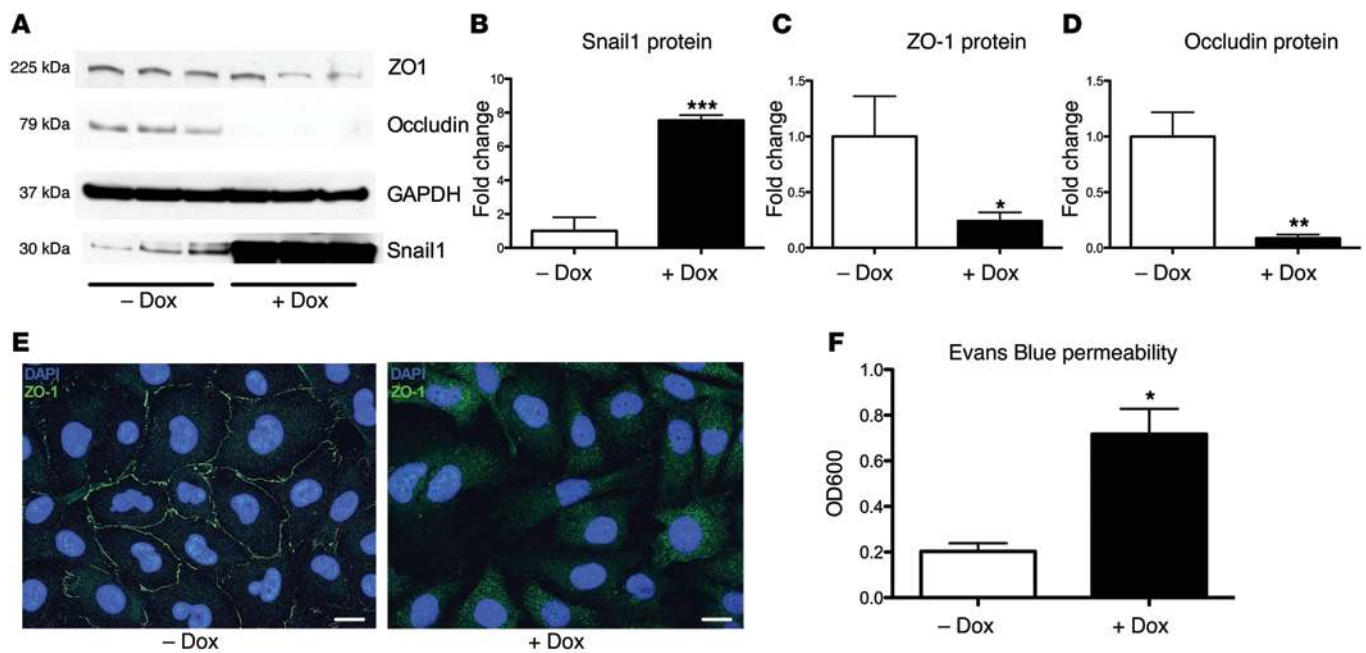 A
225 kDa
ZO1
79 kDa
Occludin
37 kDa
GAPDH
30 kDa
Snail1
– Dox
+ Dox
B
Snail1 protein
Fold change
10
8
6
4
2
0
***
– Dox
+ Dox
C
ZO-1 protein
Fold change
1.5
1.0
0.5
0.0
*
– Dox
+ Dox
D
Occludin protein
Fold change
1.5
1.0
0.5
0.0
**
– Dox
+ Dox
E
DAPI
ZO-1
– Dox
DAPI
ZO-1
+ Dox
F
Evans Blue permeability
OD600
1.0
0.8
0.6
0.4
0.2
0.0
*
– Dox
+ Dox